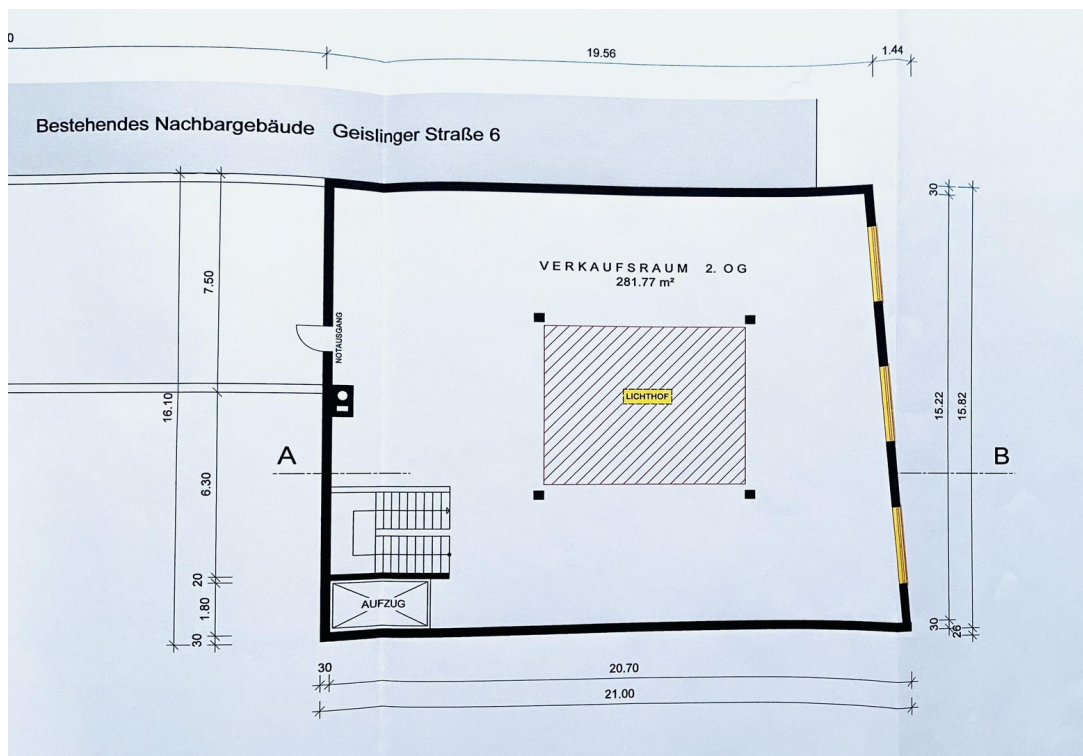 0
19.56
1.44
Bestehendes Nachbargebäude Geislinger Straße 6
30
VERKAUFSRAUM 2. OG
281.77 m²
7.50
NOTAUSGANG
LICHTHOF
16.10
15.22
15.82
A
B
6.30
20
AUFZUG
1.80
30
30
26
30
20.70
21.00